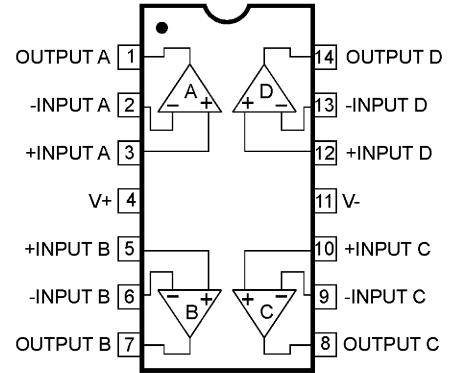 OUTPUT A 1 14 OUTPUT D
A D
-INPUT A 2 − + + − 13 -INPUT D
+INPUT A 3 12 +INPUT D
V+ 4 11 V-
+INPUT B 5 10 +INPUT C
-INPUT B 6 − + + − 9 -INPUT C
B C
OUTPUT B 7 8 OUTPUT C